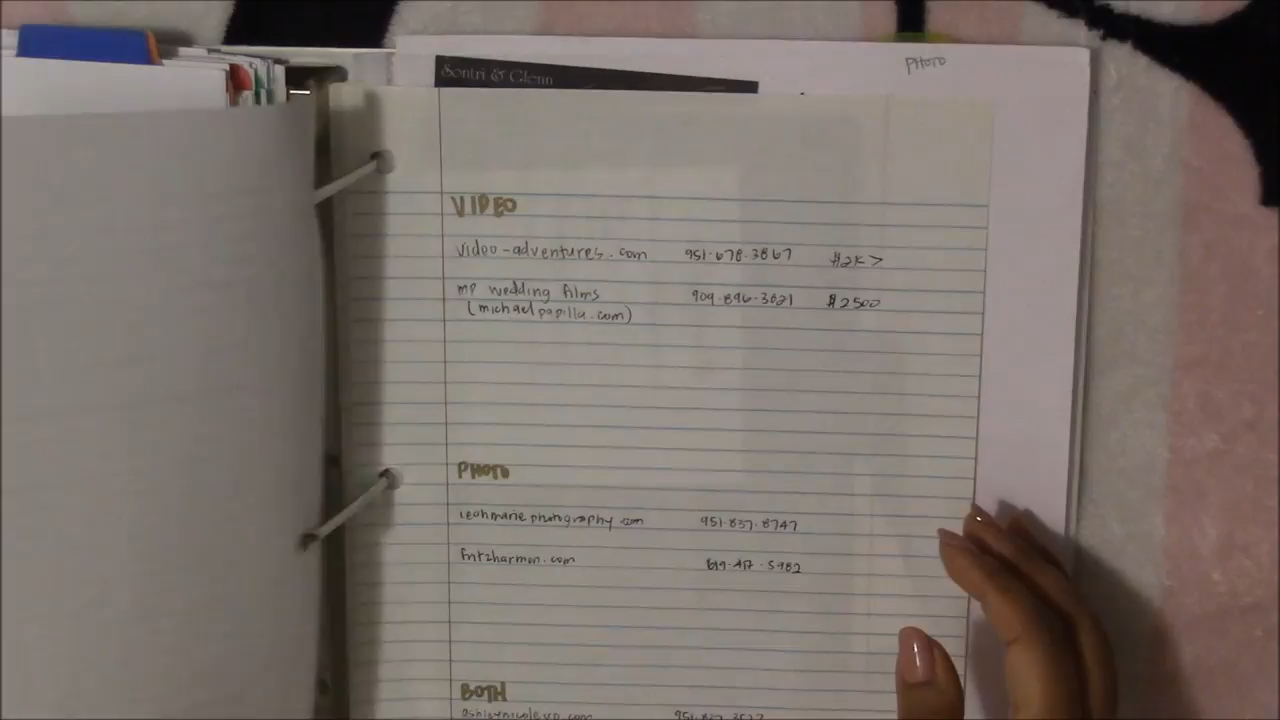 PHOTO
Sontri & Glenn
VIDEO
video-adventures.com 951-678-3867 $2K>
mp wedding films 909-896-3821 $2500
(michaelpapilla.com)
PHOTO
leahmariephotography.com 951-837-8747
fritzharmon.com
BOTH